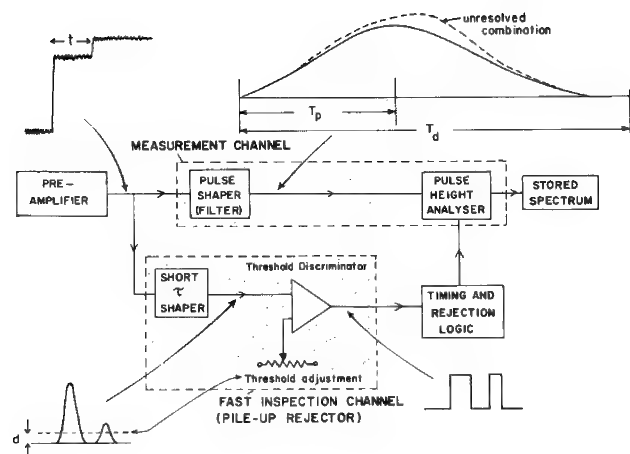 t
unresolved
combination
Tp
Td
MEASUREMENT CHANNEL
PRE-
AMPLIFIER
PULSE
SHAPER
(FILTER)
PULSE
HEIGHT
ANALYSER
STORED
SPECTRUM
Threshold Discriminator
SHORT
τ
SHAPER
TIMING AND
REJECTION
LOGIC
Threshold adjustment
FAST INSPECTION CHANNEL
(PILE-UP REJECTOR)
d